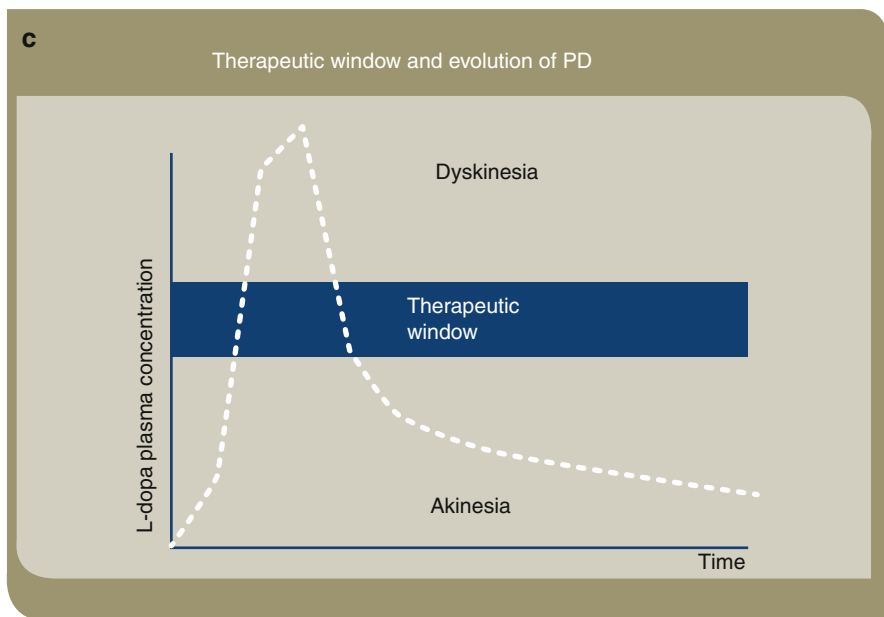 c
Therapeutic window and evolution of PD
Dyskinesia
Therapeutic
window
L-dopa plasma concentration
Akinesia
Time